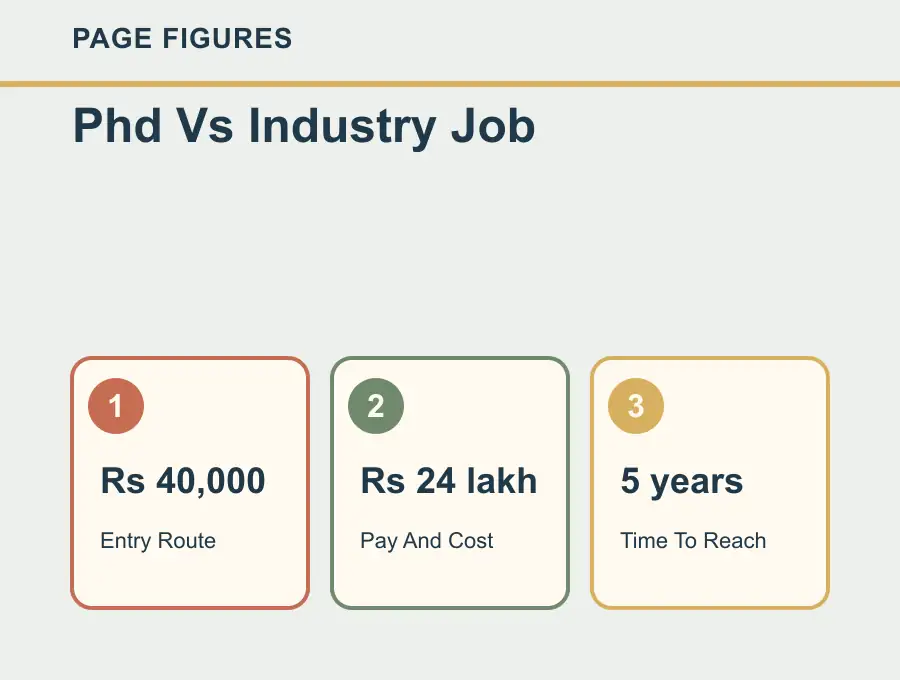 PAGE FIGURES
Phd Vs Industry Job
1
Rs 40,000
Entry Route
2
Rs 24 lakh
Pay And Cost
3
5 years
Time To Reach